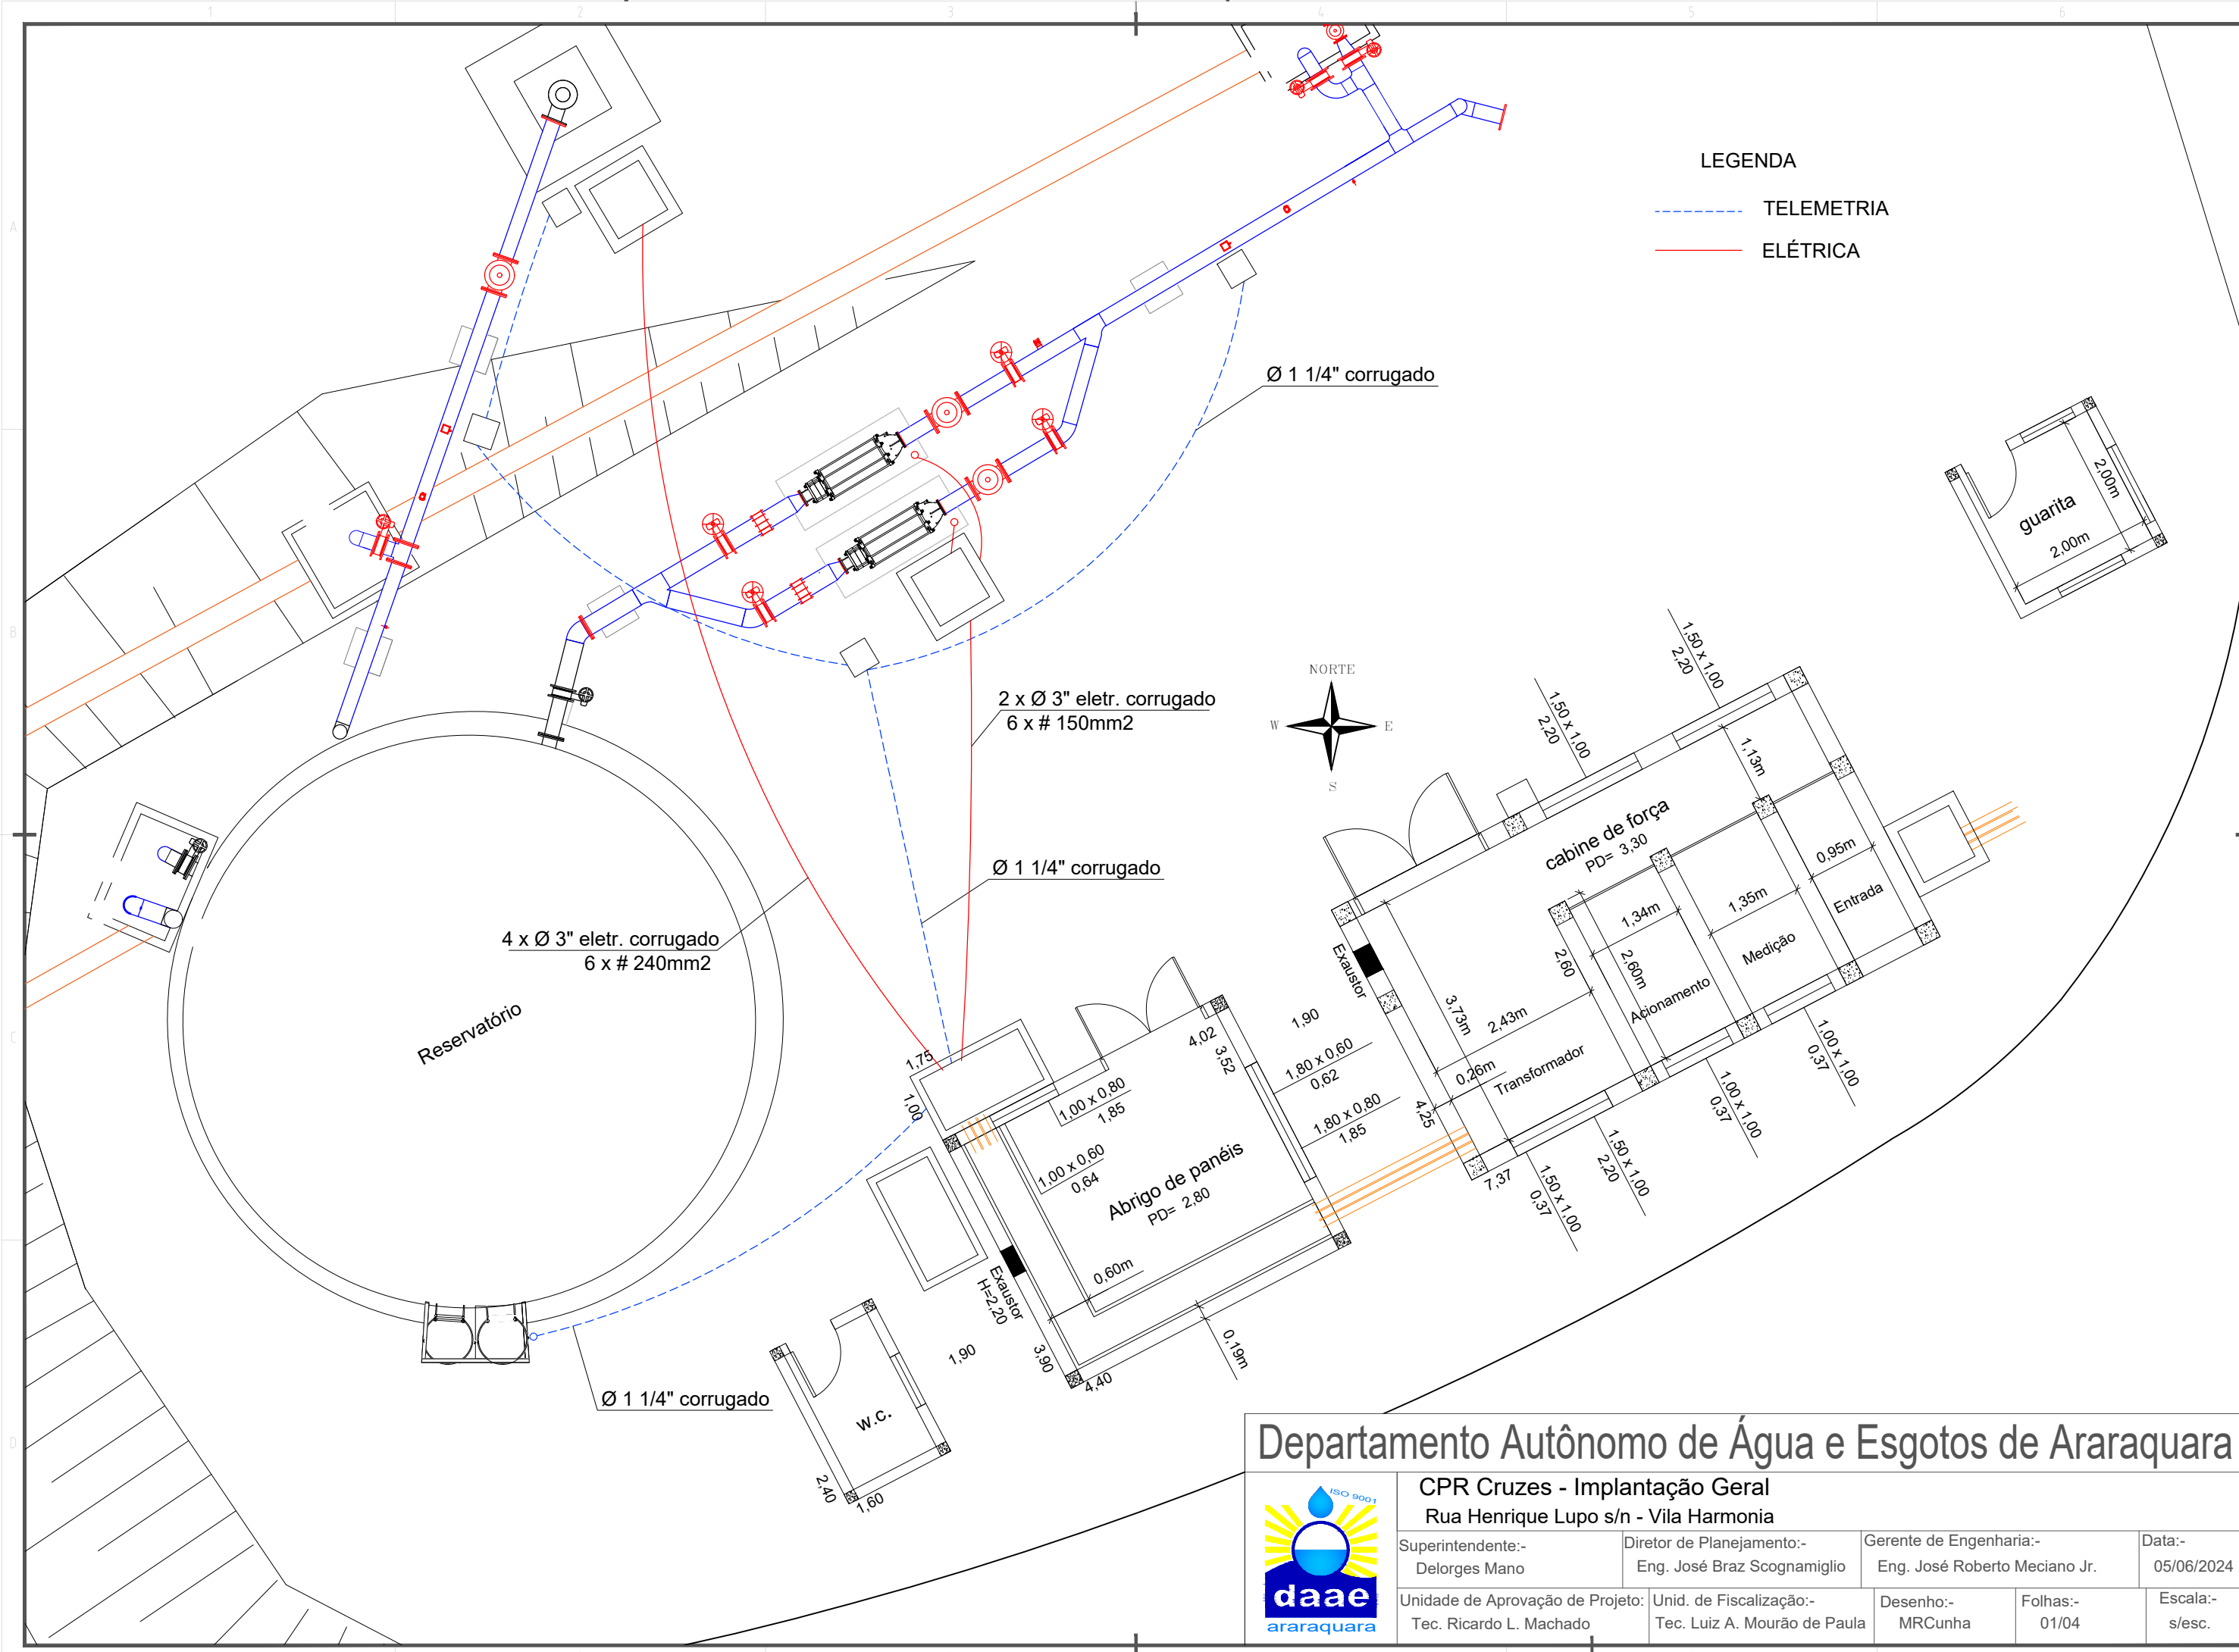 1
2
3
4
5
6
A
B
C
D
LEGENDA
TELEMETRIA
ELÉTRICA
Ø 1 1/4" corrugado
guarita
2,00m
2,00m
2 x Ø 3" eletr. corrugado
6 x # 150mm2
NORTE
W
E
S
1,50 x 1,00
2,20
1,50 x 1,00
2,20
1,13m
cabine de força
PD= 3,30
0,95m
Entrada
1,35m
Medição
1,34m
2,60m
2,60
Acionamento
Exaustor
3,73m
2,43m
0,26m
Transformador
4,25
7,37
1,50 x 1,00
0,37
1,50 x 1,00
2,20
1,00 x 1,00
0,37
1,00 x 1,00
0,37
Ø 1 1/4" corrugado
4 x Ø 3" eletr. corrugado
6 x # 240mm2
Reservatório
1,75
1,00
4,02
3,52
1,90
1,80 x 0,60
0,62
1,80 x 0,80
1,85
1,00 x 0,80
1,85
1,00 x 0,60
0,64
Abrigo de panéis
PD= 2,80
0,60m
Exaustor
H=2,20
3,90
4,40
0,19m
1,90
w.c.
2,40
1,60
Ø 1 1/4" corrugado
Departamento Autônomo de Água e Esgotos de Araraquara
ISO 9001
daae
araraquara
CPR Cruzes - Implantação Geral
Rua Henrique Lupo s/n - Vila Harmonia
Superintendente:-
Delorges Mano
Diretor de Planejamento:-
Eng. José Braz Scognamiglio
Gerente de Engenharia:-
Eng. José Roberto Meciano Jr.
Data:-
05/06/2024
Unidade de Aprovação de Projeto:
Tec. Ricardo L. Machado
Unid. de Fiscalização:-
Tec. Luiz A. Mourão de Paula
Desenho:-
MRCunha
Folhas:-
01/04
Escala:-
s/esc.